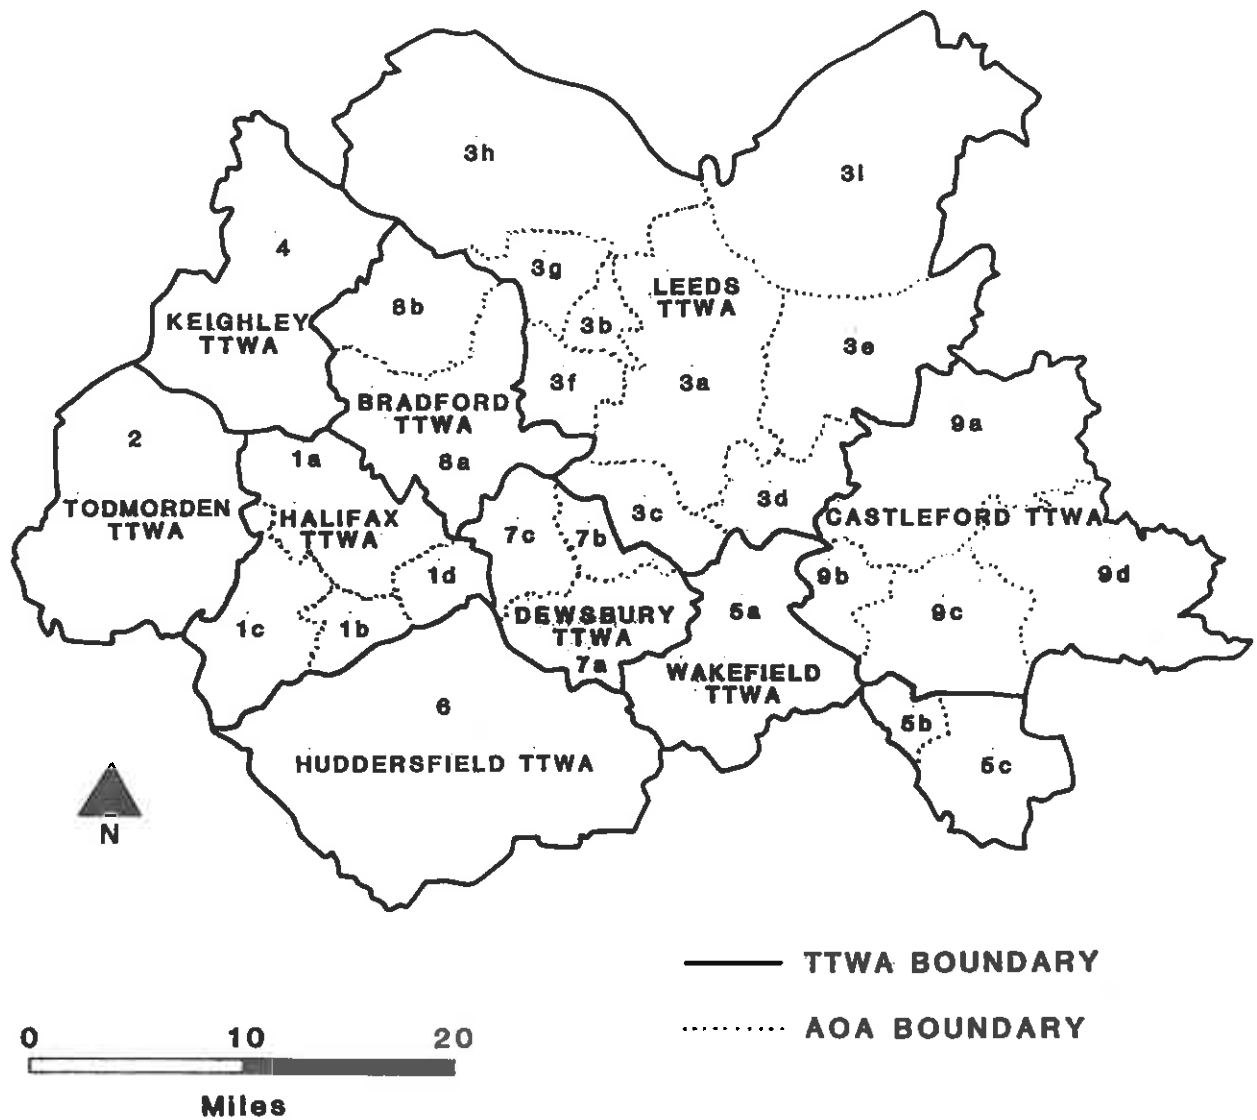 3h
3i
4
3g
8b
LEEDS
TTWA
KEIGHLEY
TTWA
3b
3e
3f
3a
BRADFORD
TTWA
2
1a
8a
9a
TODMORDEN
TTWA
HALIFAX
TTWA
7c
7b
3c
3d
CASTLEFORD TTWA
1d
9b
9d
1c
1b
DEWSBURY
TTWA
7a
5a
9c
WAKEFIELD
TTWA
6
HUDDERSFIELD TTWA
5b
5c
N
TTWA BOUNDARY
AOA BOUNDARY
0 10 20
Miles